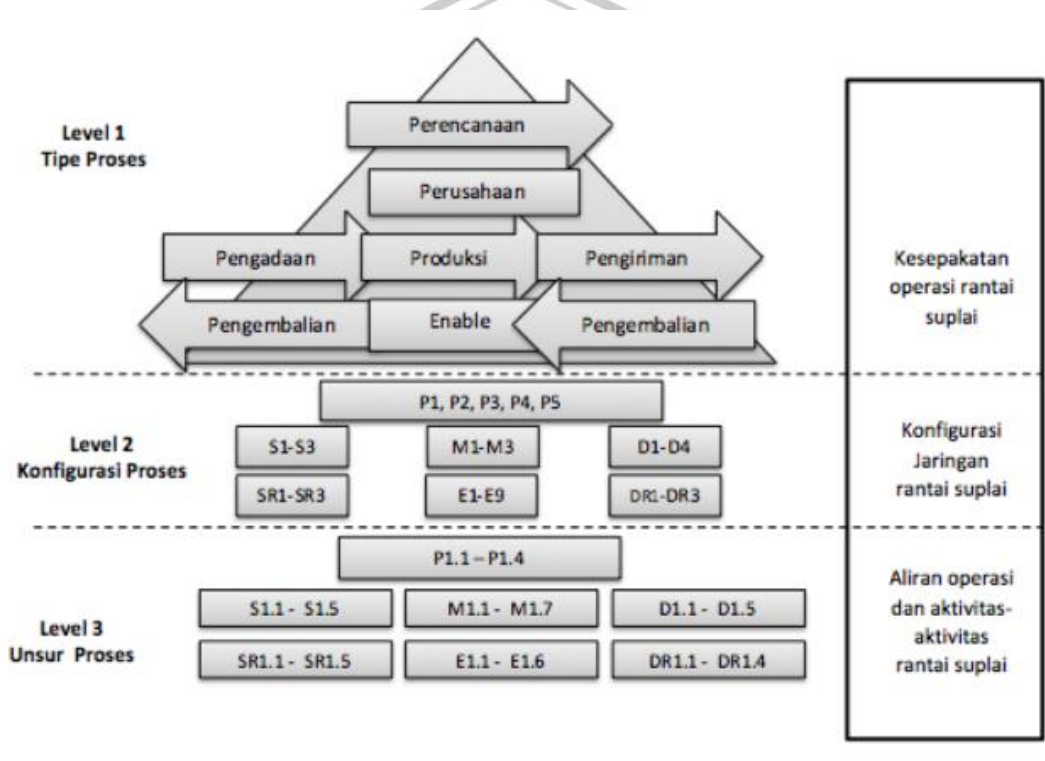 Level 1
Tipe Proses
Perencanaan
Perusahaan
Pengadaan
Produksi
Pengiriman
Pengembalian
Enable
Pengembalian
Kesepakatan
operasi rantai
suplai
Level 2
Konfigurasi Proses
P1, P2, P3, P4, P5
S1-S3
M1-M3
D1-D4
SR1-SR3
E1-E9
DR1-DR3
Konfigurasi
Jaringan
rantai suplai
Level 3
Unsur Proses
P1.1 – P1.4
S1.1 - S1.5
M1.1 - M1.7
D1.1 - D1.5
SR1.1 - SR1.5
E1.1 - E1.6
DR1.1 - DR1.4
Aliran operasi
dan aktivitas-
aktivitas
rantai suplai